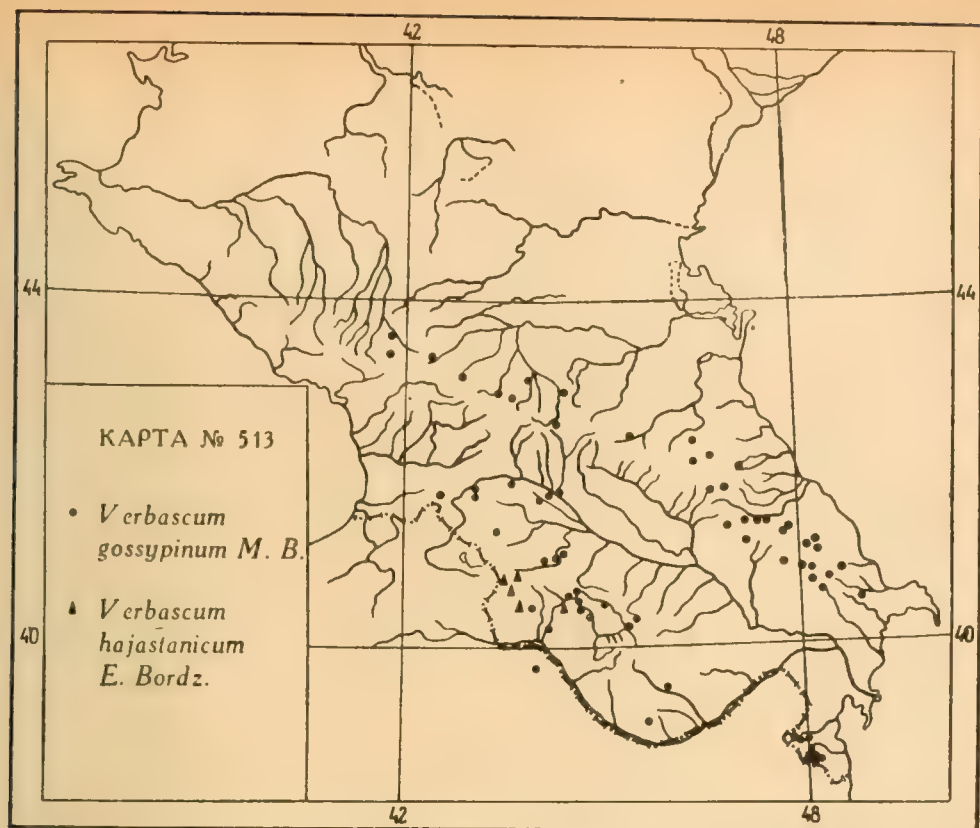 42 48
44 44
КАРТА № 513
Verbascum
gossypinum M. B.
Verbascum
hajastanicum
E. Bordz.
40 40
42 48